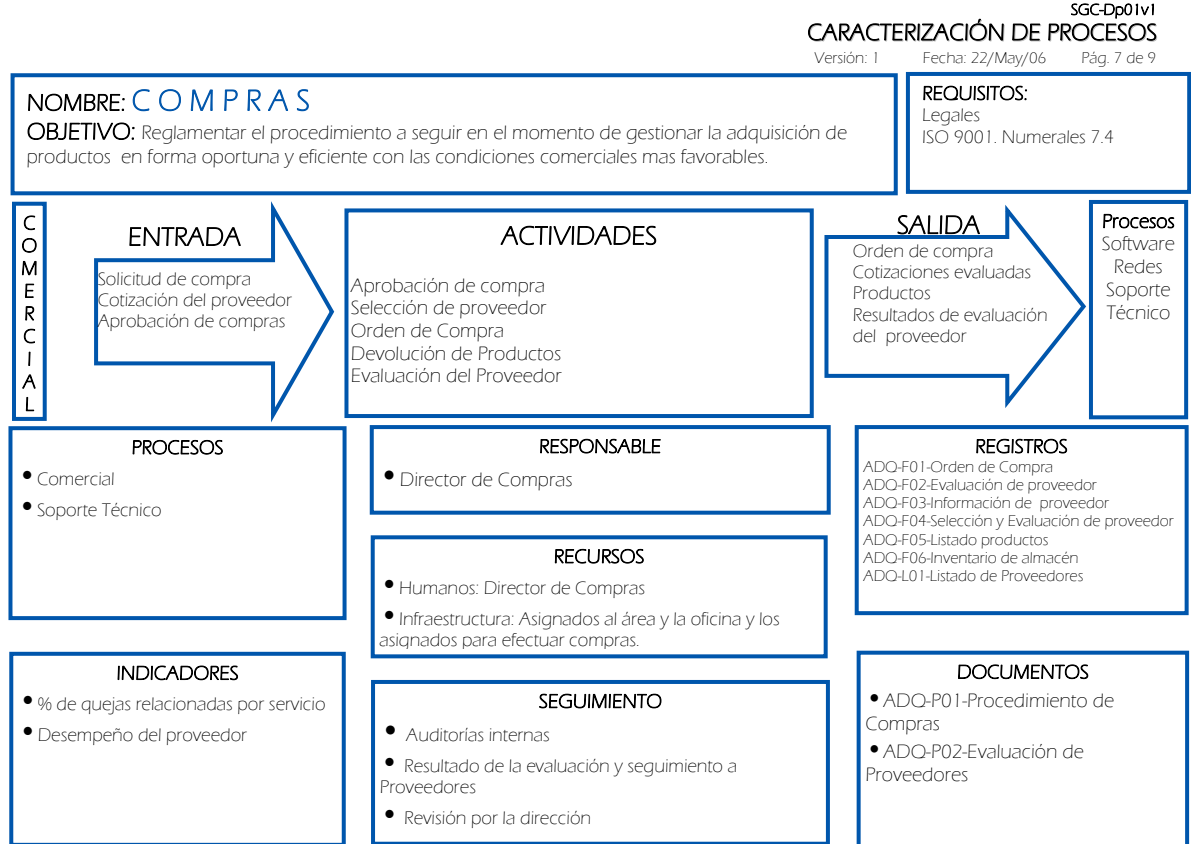 SGC-Dp01v1
CARACTERIZACIÓN DE PROCESOS
Versión: 1 Fecha: 22/May/06 Pág. 7 de 9
NOMBRE: C O M P R A S
OBJETIVO: Reglamentar el procedimiento a seguir en el momento de gestionar la adquisición de
productos en forma oportuna y eficiente con las condiciones comerciales mas favorables.
REQUISITOS:
Legales
ISO 9001. Numerales 7.4
C
O
M
E
R
C
I
A
L
ENTRADA
Solicitud de compra
Cotización del proveedor
Aprobación de compras
ACTIVIDADES
Aprobación de compra
Selección de proveedor
Orden de Compra
Devolución de Productos
Evaluación del Proveedor
SALIDA
Orden de compra
Cotizaciones evaluadas
Productos
Resultados de evaluación
del proveedor
Procesos
Software
Redes
Soporte
Técnico
PROCESOS
• Comercial
• Soporte Técnico
RESPONSABLE
• Director de Compras
REGISTROS
ADQ-F01-Orden de Compra
ADQ-F02-Evaluación de proveedor
ADQ-F03-Información de proveedor
ADQ-F04-Selección y Evaluación de proveedor
ADQ-F05-Listado productos
ADQ-F06-Inventario de almacén
ADQ-L01-Listado de Proveedores
RECURSOS
• Humanos: Director de Compras
• Infraestructura: Asignados al área y la oficina y los
asignados para efectuar compras.
INDICADORES
• % de quejas relacionadas por servicio
• Desempeño del proveedor
SEGUIMIENTO
• Auditorías internas
• Resultado de la evaluación y seguimiento a
Proveedores
• Revisión por la dirección
DOCUMENTOS
• ADQ-P01-Procedimiento de
Compras
• ADQ-P02-Evaluación de
Proveedores